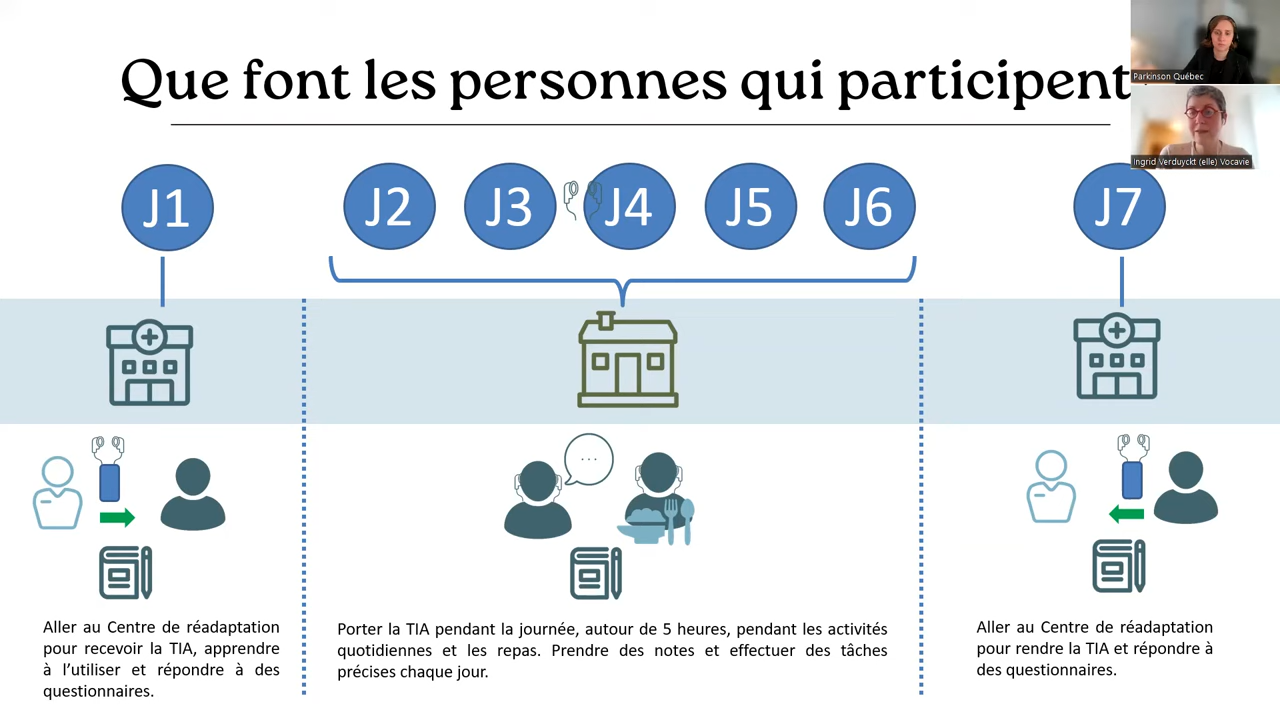 Que font les personnes qui participent
Parkinson Québec
Ingrid Verduyckt (elle) Vocavie
J1
J2
J3
J4
J5
J6
J7
...
Aller au Centre de réadaptation
pour recevoir la TIA, apprendre
à l’utiliser et répondre à des
questionnaires.
Porter la TIA pendant la journée, autour de 5 heures, pendant les activités
quotidiennes et les repas. Prendre des notes et effectuer des tâches
précises chaque jour.
Aller au Centre de réadaptation
pour rendre la TIA et répondre à
des questionnaires.